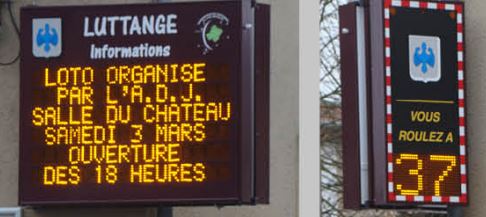 LUTTANGE
Informations
LOTO ORGANISE
PAR L'A.D.J.
SALLE DU CHATEAU
SAMEDI 3 MARS
OUVERTURE
DES 18 HEURES
VOUS
ROULEZ A
37